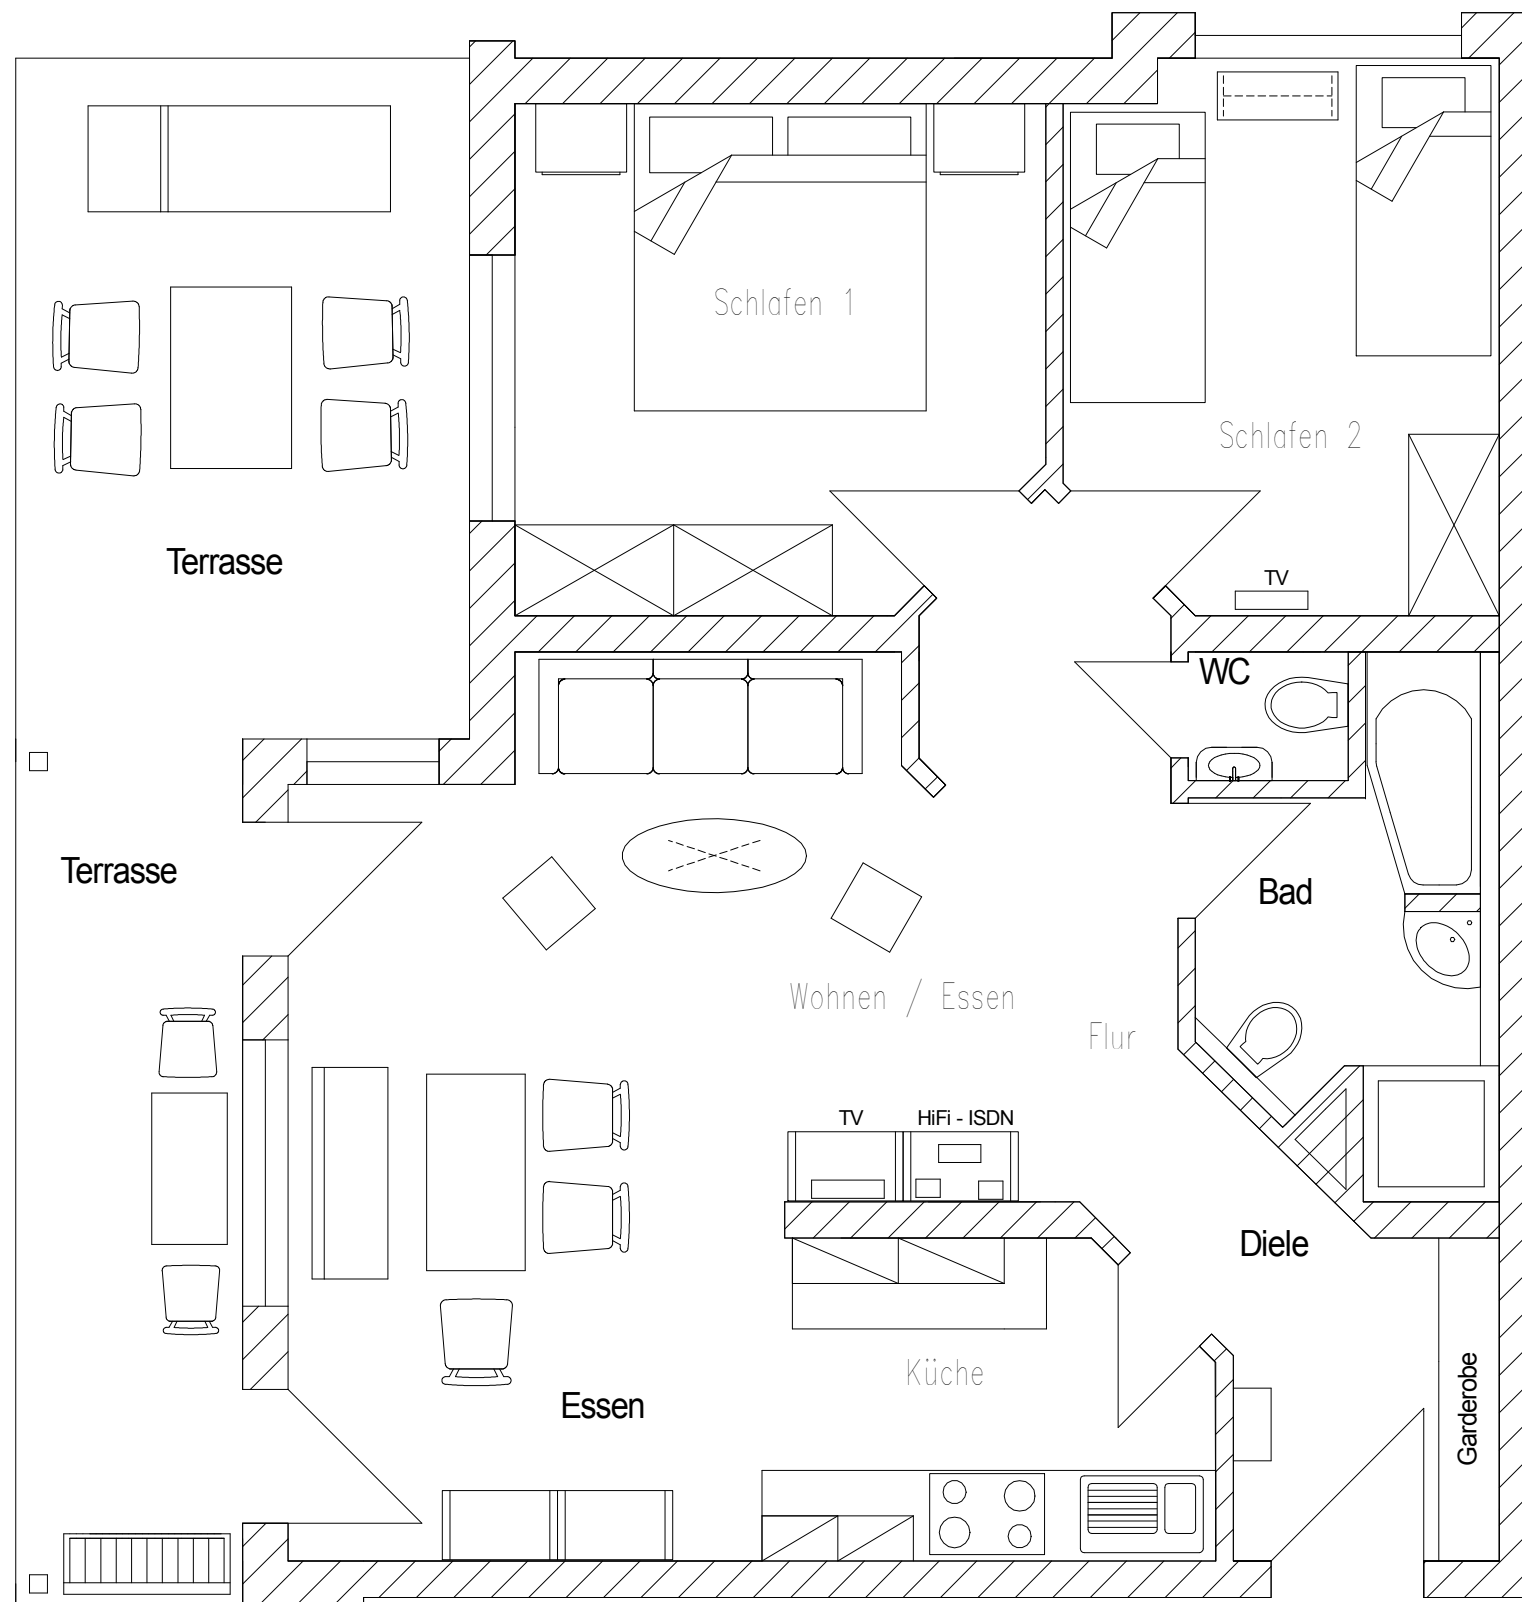 Schlafen 1
Schlafen 2
Terrasse
TV
WC
Terrasse
Bad
Wohnen / Essen
Flur
TV
HiFi - ISDN
Diele
Küche
Essen
Garderobe